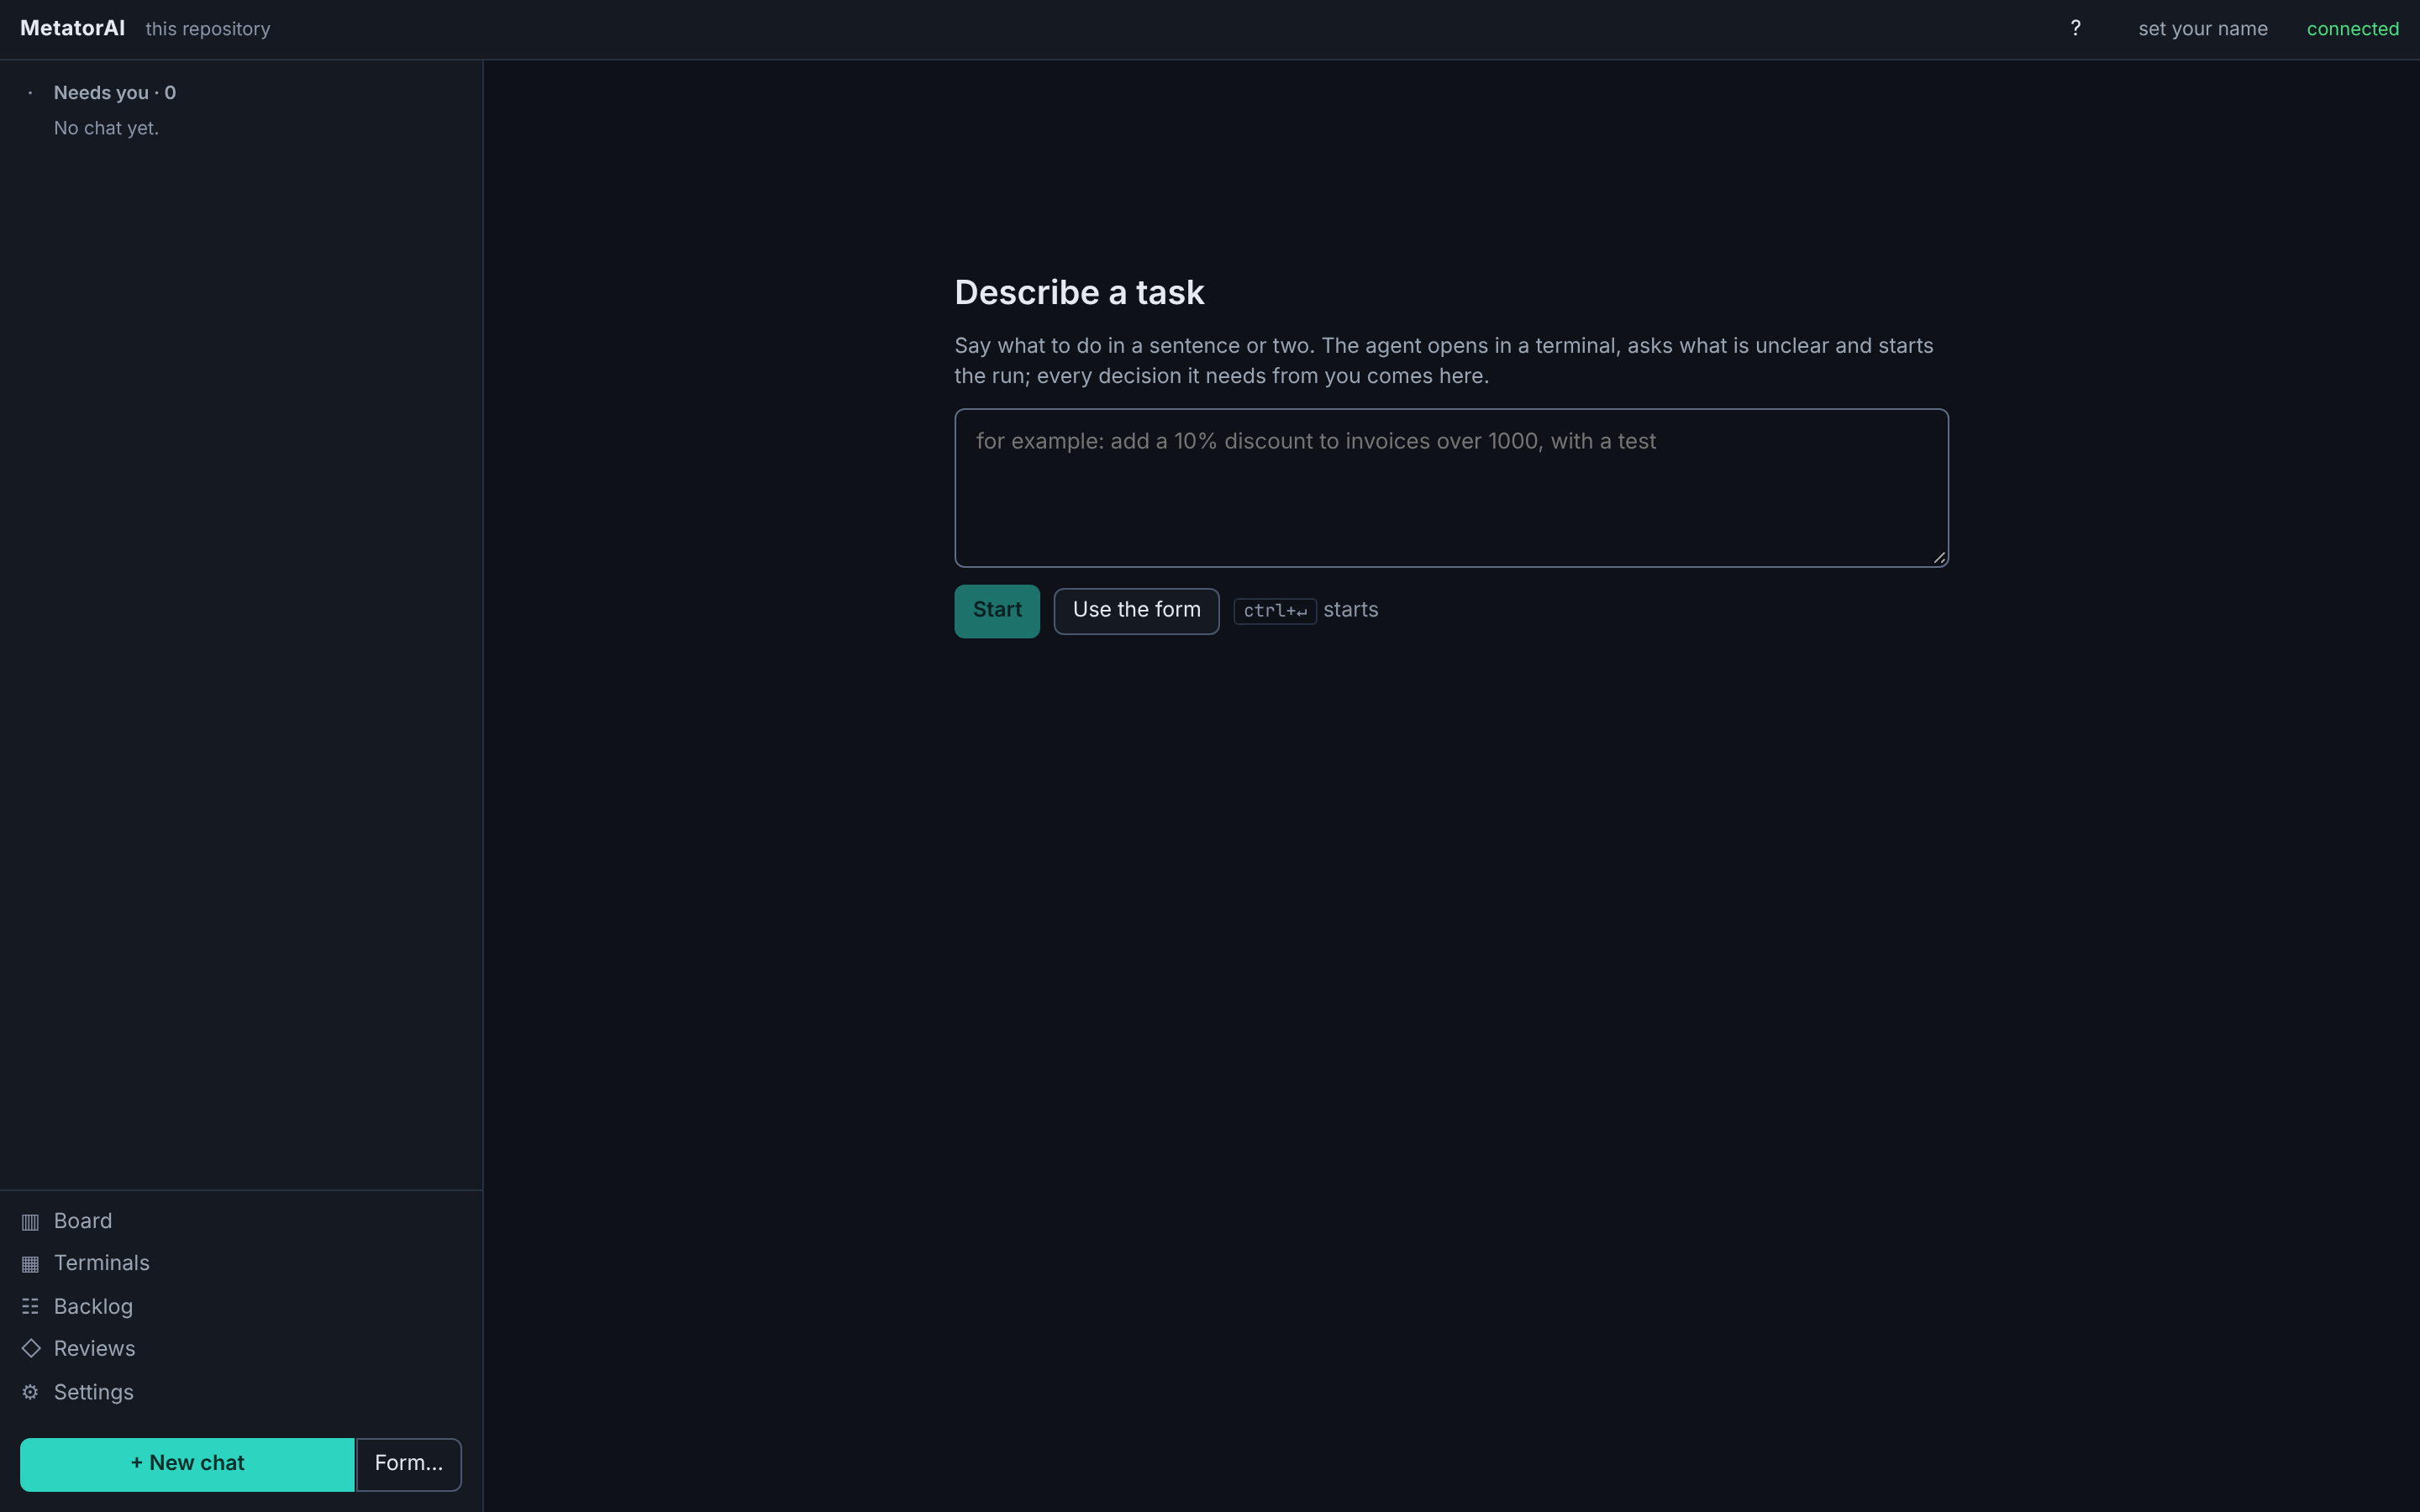 MetatorAI this repository ? set your name connected
· Needs you · 0
No chat yet.
Describe a task
Say what to do in a sentence or two. The agent opens in a terminal, asks what is unclear and starts
the run; every decision it needs from you comes here.
for example: add a 10% discount to invoices over 1000, with a test
Start Use the form ctrl+↵ starts
Board
Terminals
Backlog
Reviews
Settings
+ New chat Form...